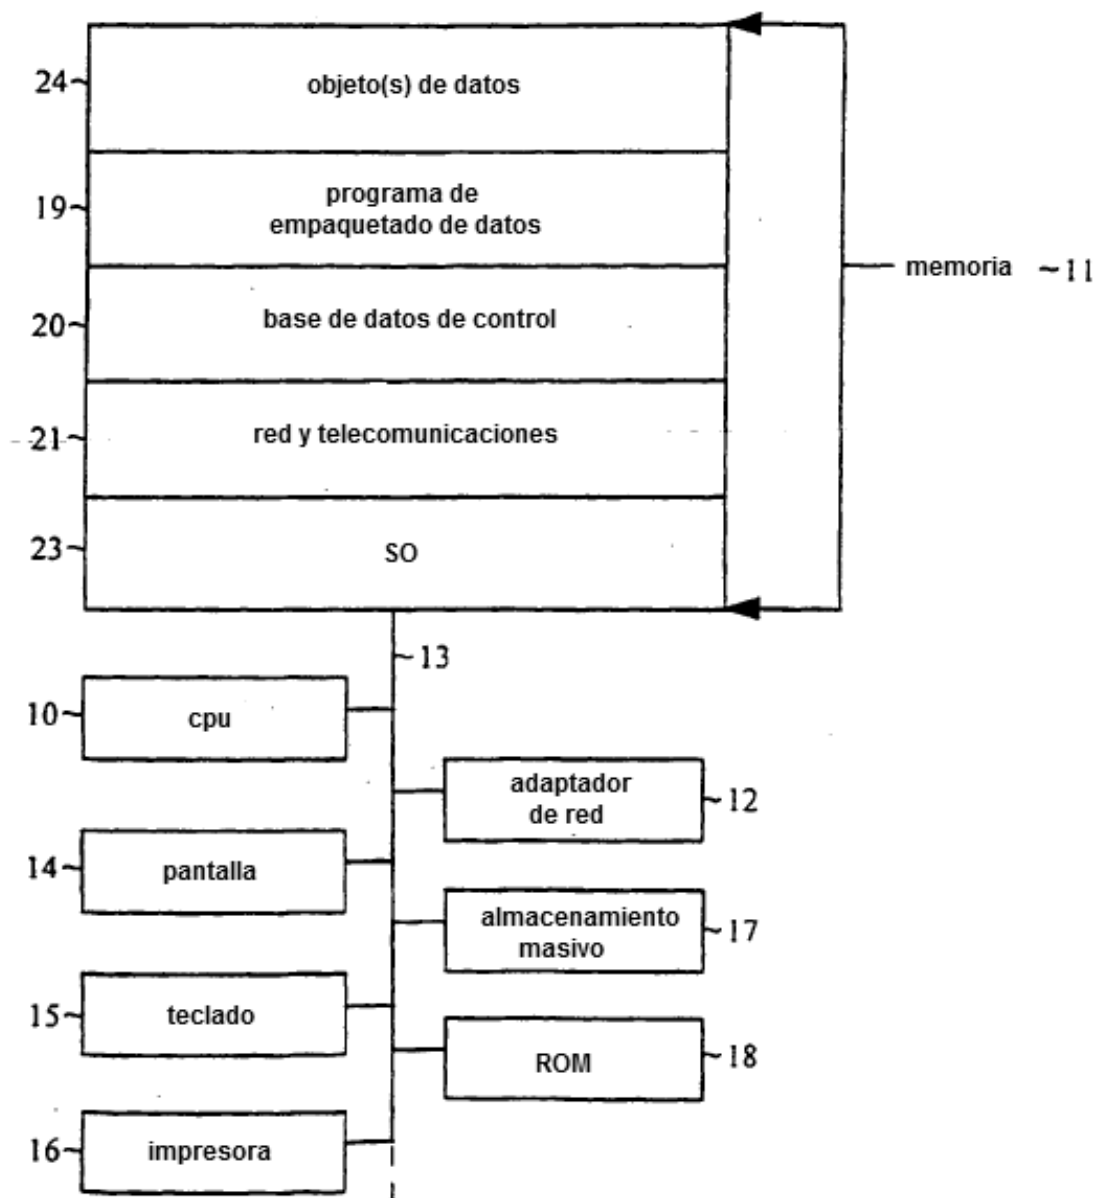 24
objeto(s) de datos
19
programa de
empaquetado de datos
memoria
11
20
base de datos de control
21
red y telecomunicaciones
23
SO
13
10
cpu
adaptador
de red
12
14
pantalla
almacenamiento
masivo
17
15
teclado
ROM
18
16
impresora